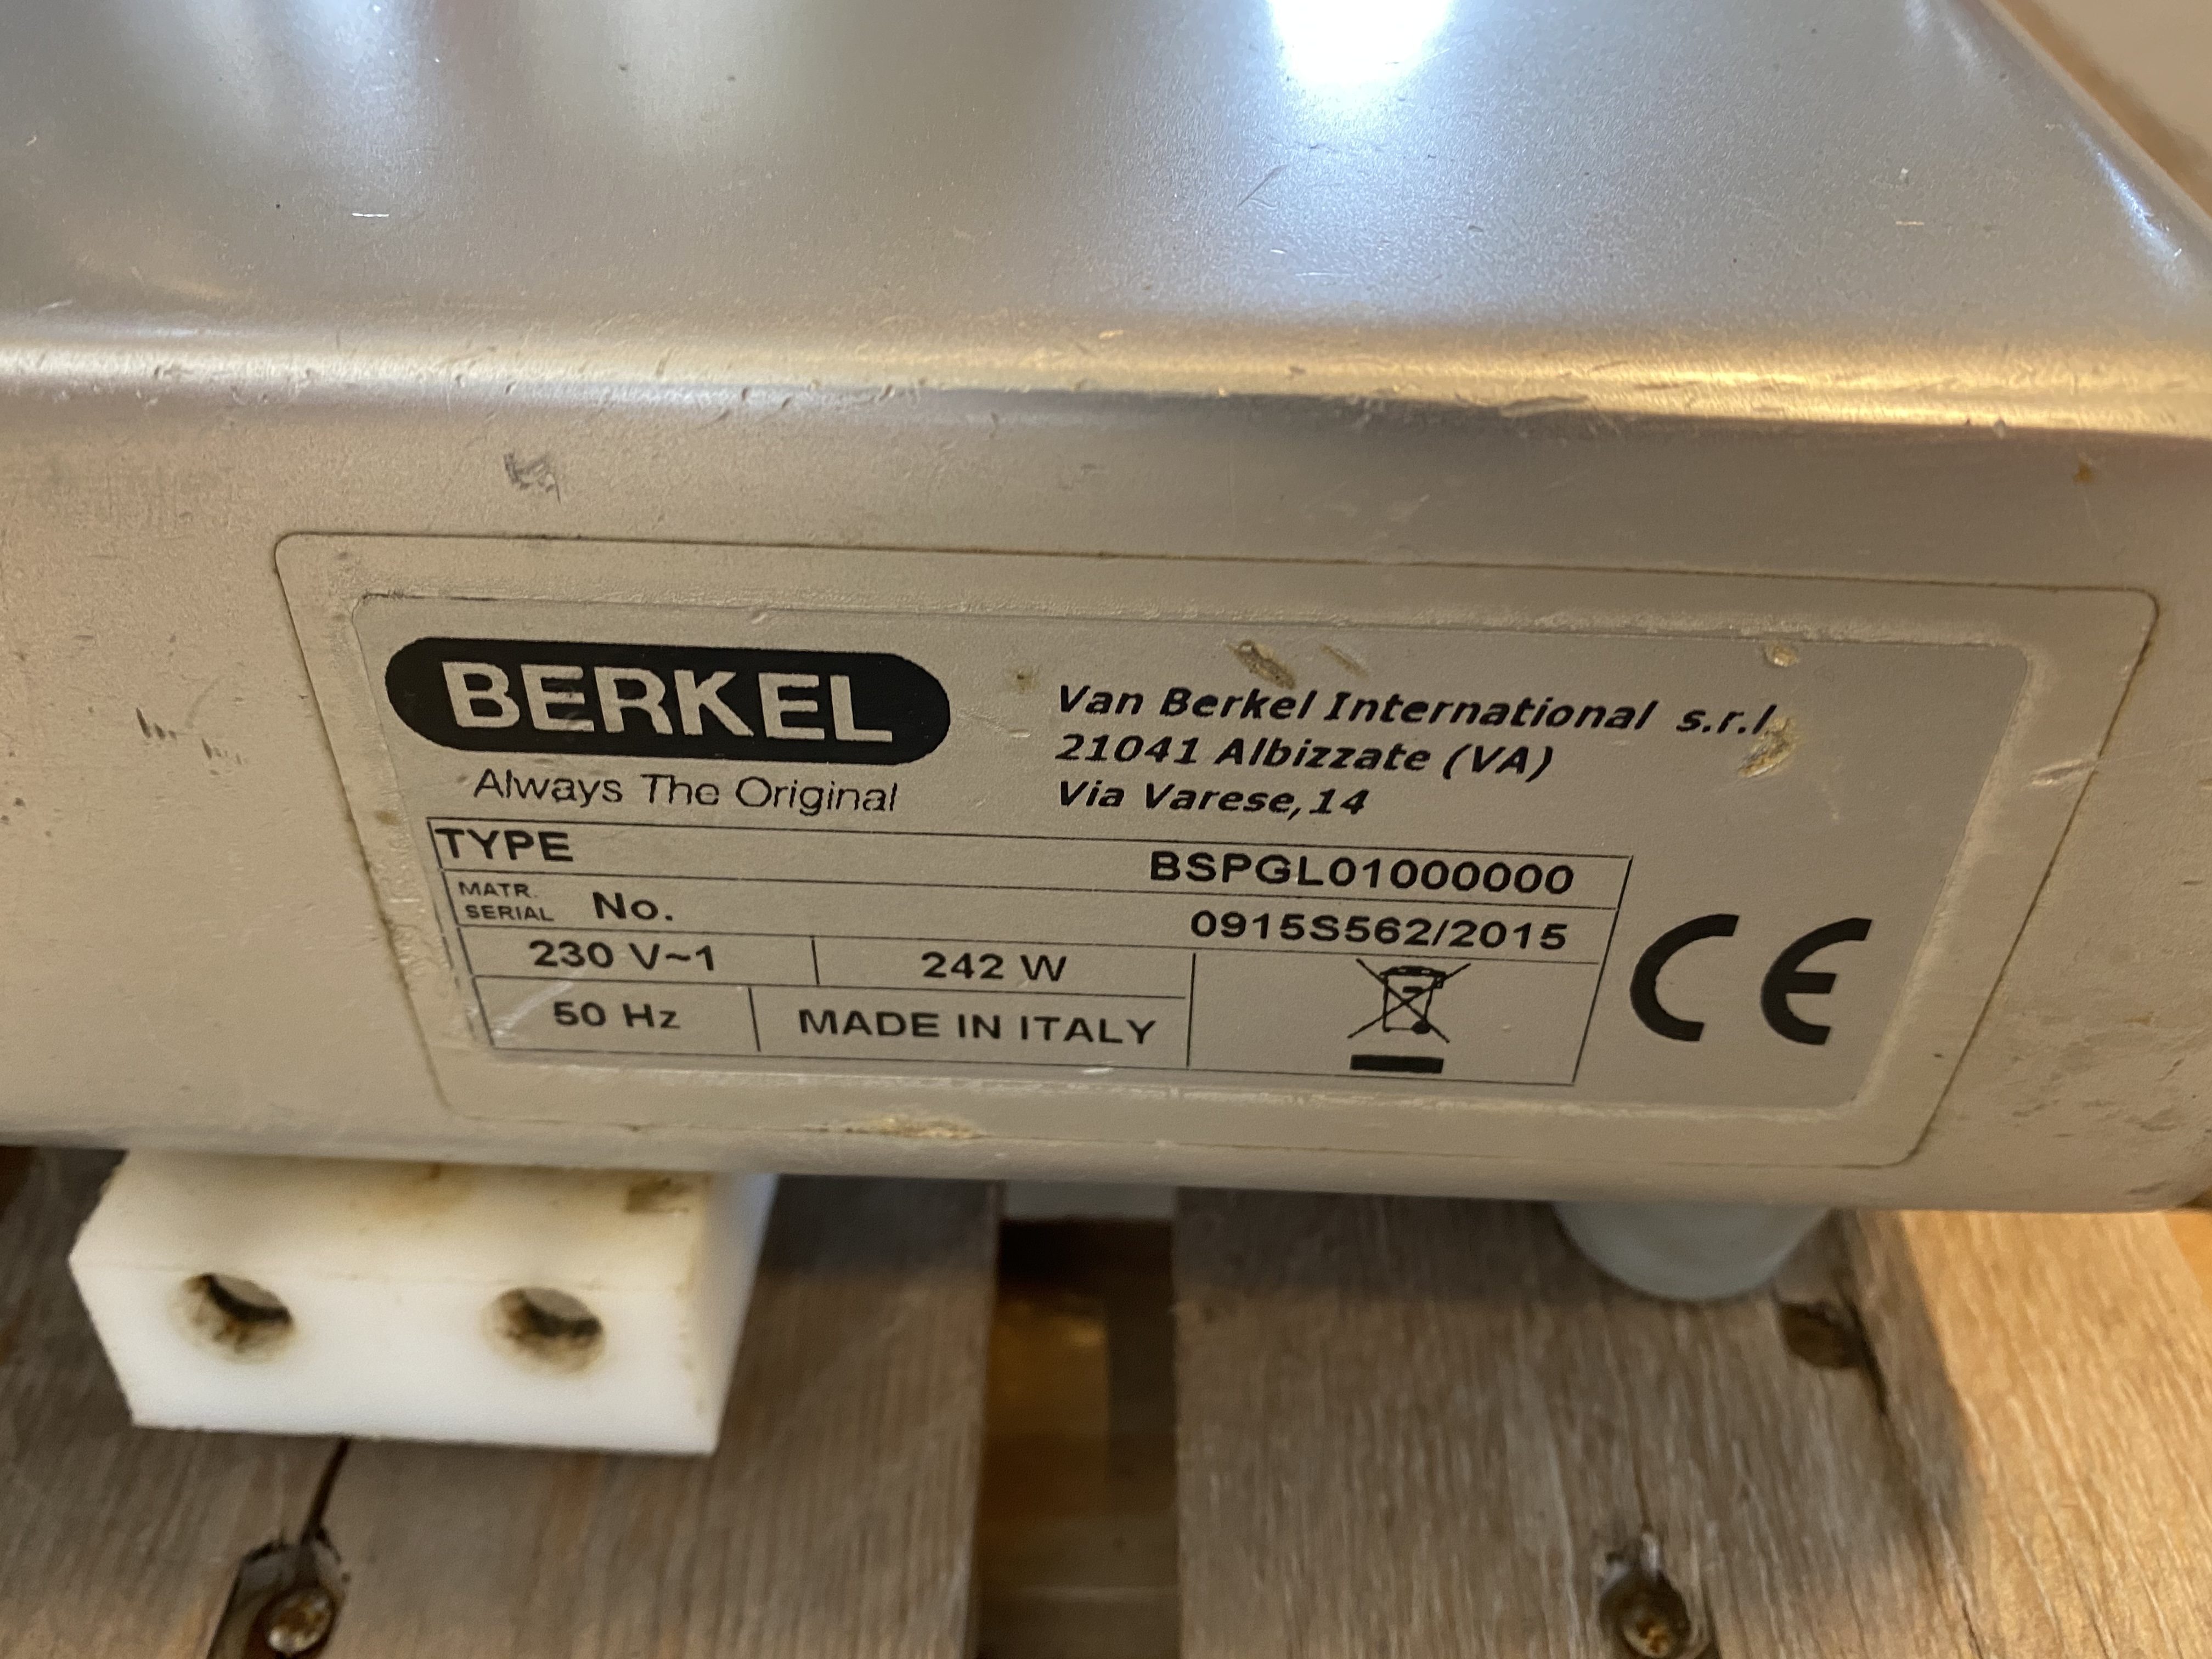 BERKEL
Always The Original
Van Berkel International s.r.l.
21041 Albizzate (VA)
Via Varese,14
TYPE BSPGL01000000
MATR. SERIAL No. 0915S562/2015
230 V~1 242 W
50 Hz MADE IN ITALY
CE